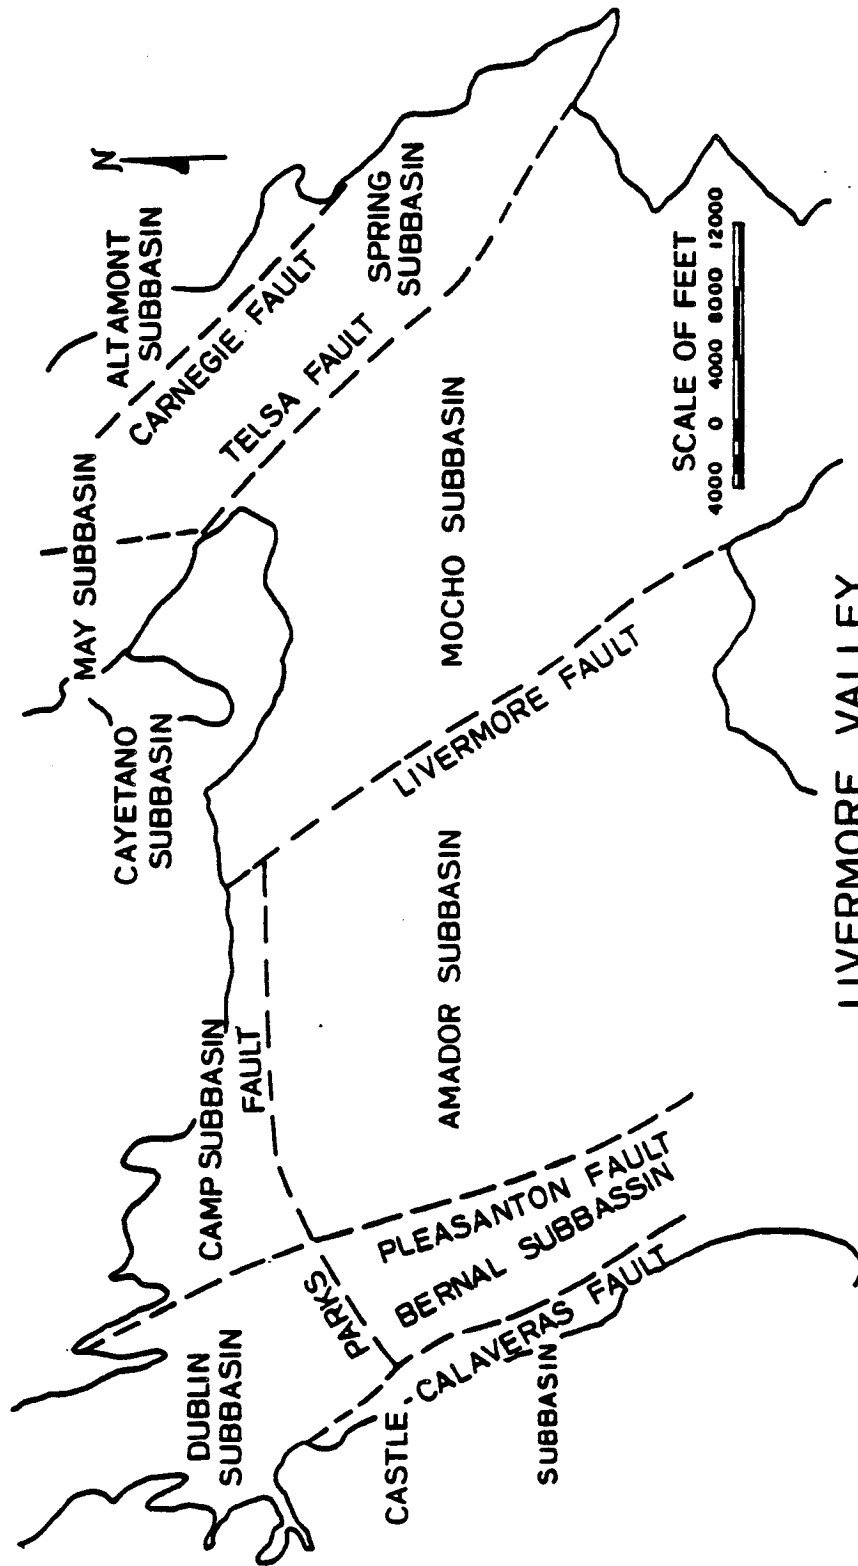 N
ALTAMONT
SUBBASIN
MAY SUBBASIN
CARNEGIE FAULT
CAYETANO
SUBBASIN
SPRING
SUBBASIN
TELSA FAULT
CAMP SUBBASIN
FAULT
DUBLIN
SUBBASIN
PARKS
MOCHO SUBBASIN
LIVERMORE FAULT
AMADOR SUBBASIN
PLEASANTON FAULT
BERNAL SUBBASSIN
CALAVERAS FAULT
CASTLE
SUBBASIN
SCALE OF FEET
4000 0 4000 8000 12000
LIVERMORE VALLEY